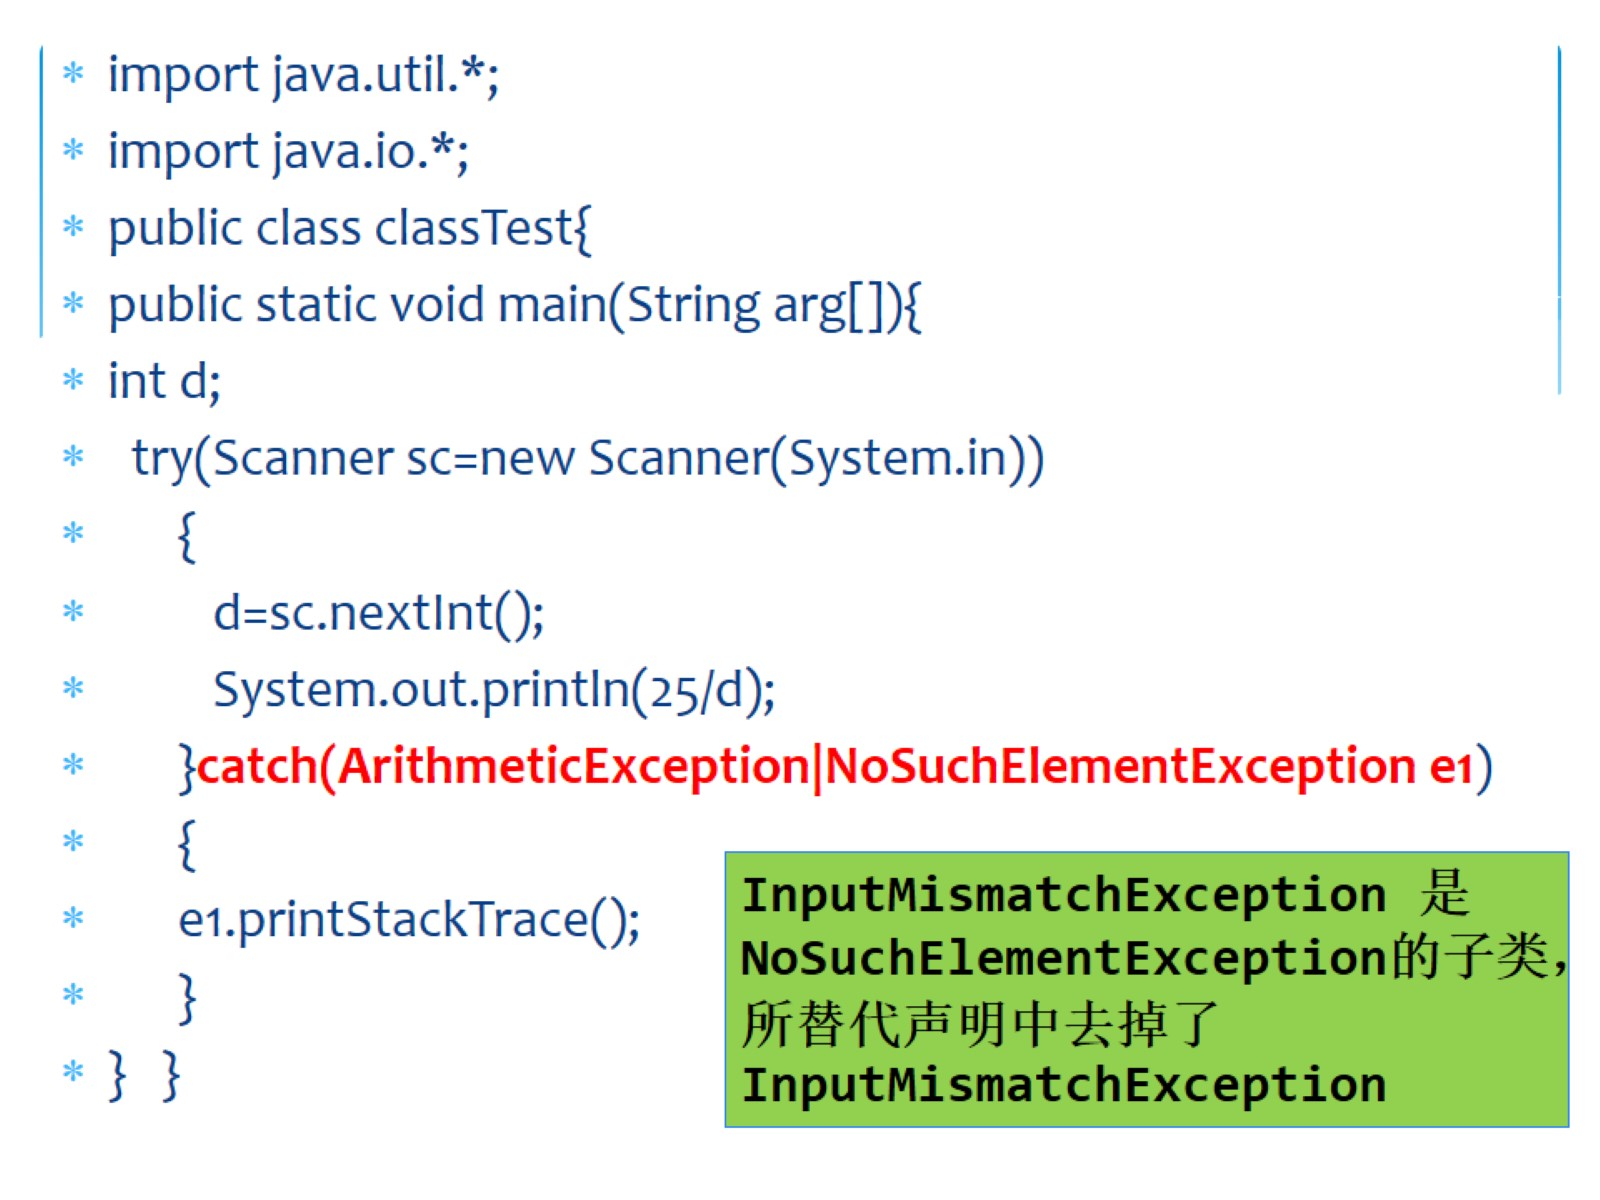 * import java.util.*;
* import java.io.*;
* public class classTest{
* public static void main(String arg[]){
* int d;
* try(Scanner sc=new Scanner(System.in))
* {
* d=sc.nextInt();
* System.out.println(25/d);
* }catch(ArithmeticException|NoSuchElementException e1)
* {
* e1.printStackTrace();
* }
* } }
InputMismatchException 是
NoSuchElementException的子类，
所替代声明中去掉了
InputMismatchException